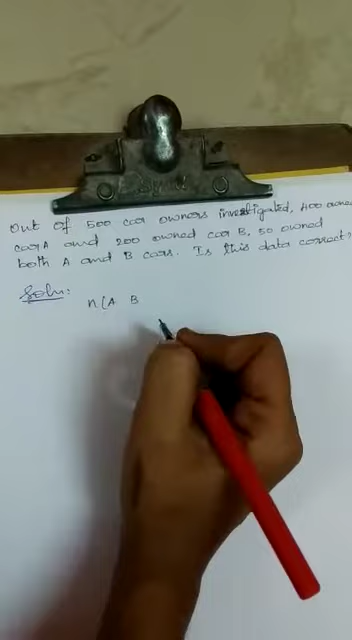 Out of 500 car owners investigated, 400 owned
car A and 200 owned car B, 50 owned
both A and B cars. Is this data correct?
Soln:
n(A B